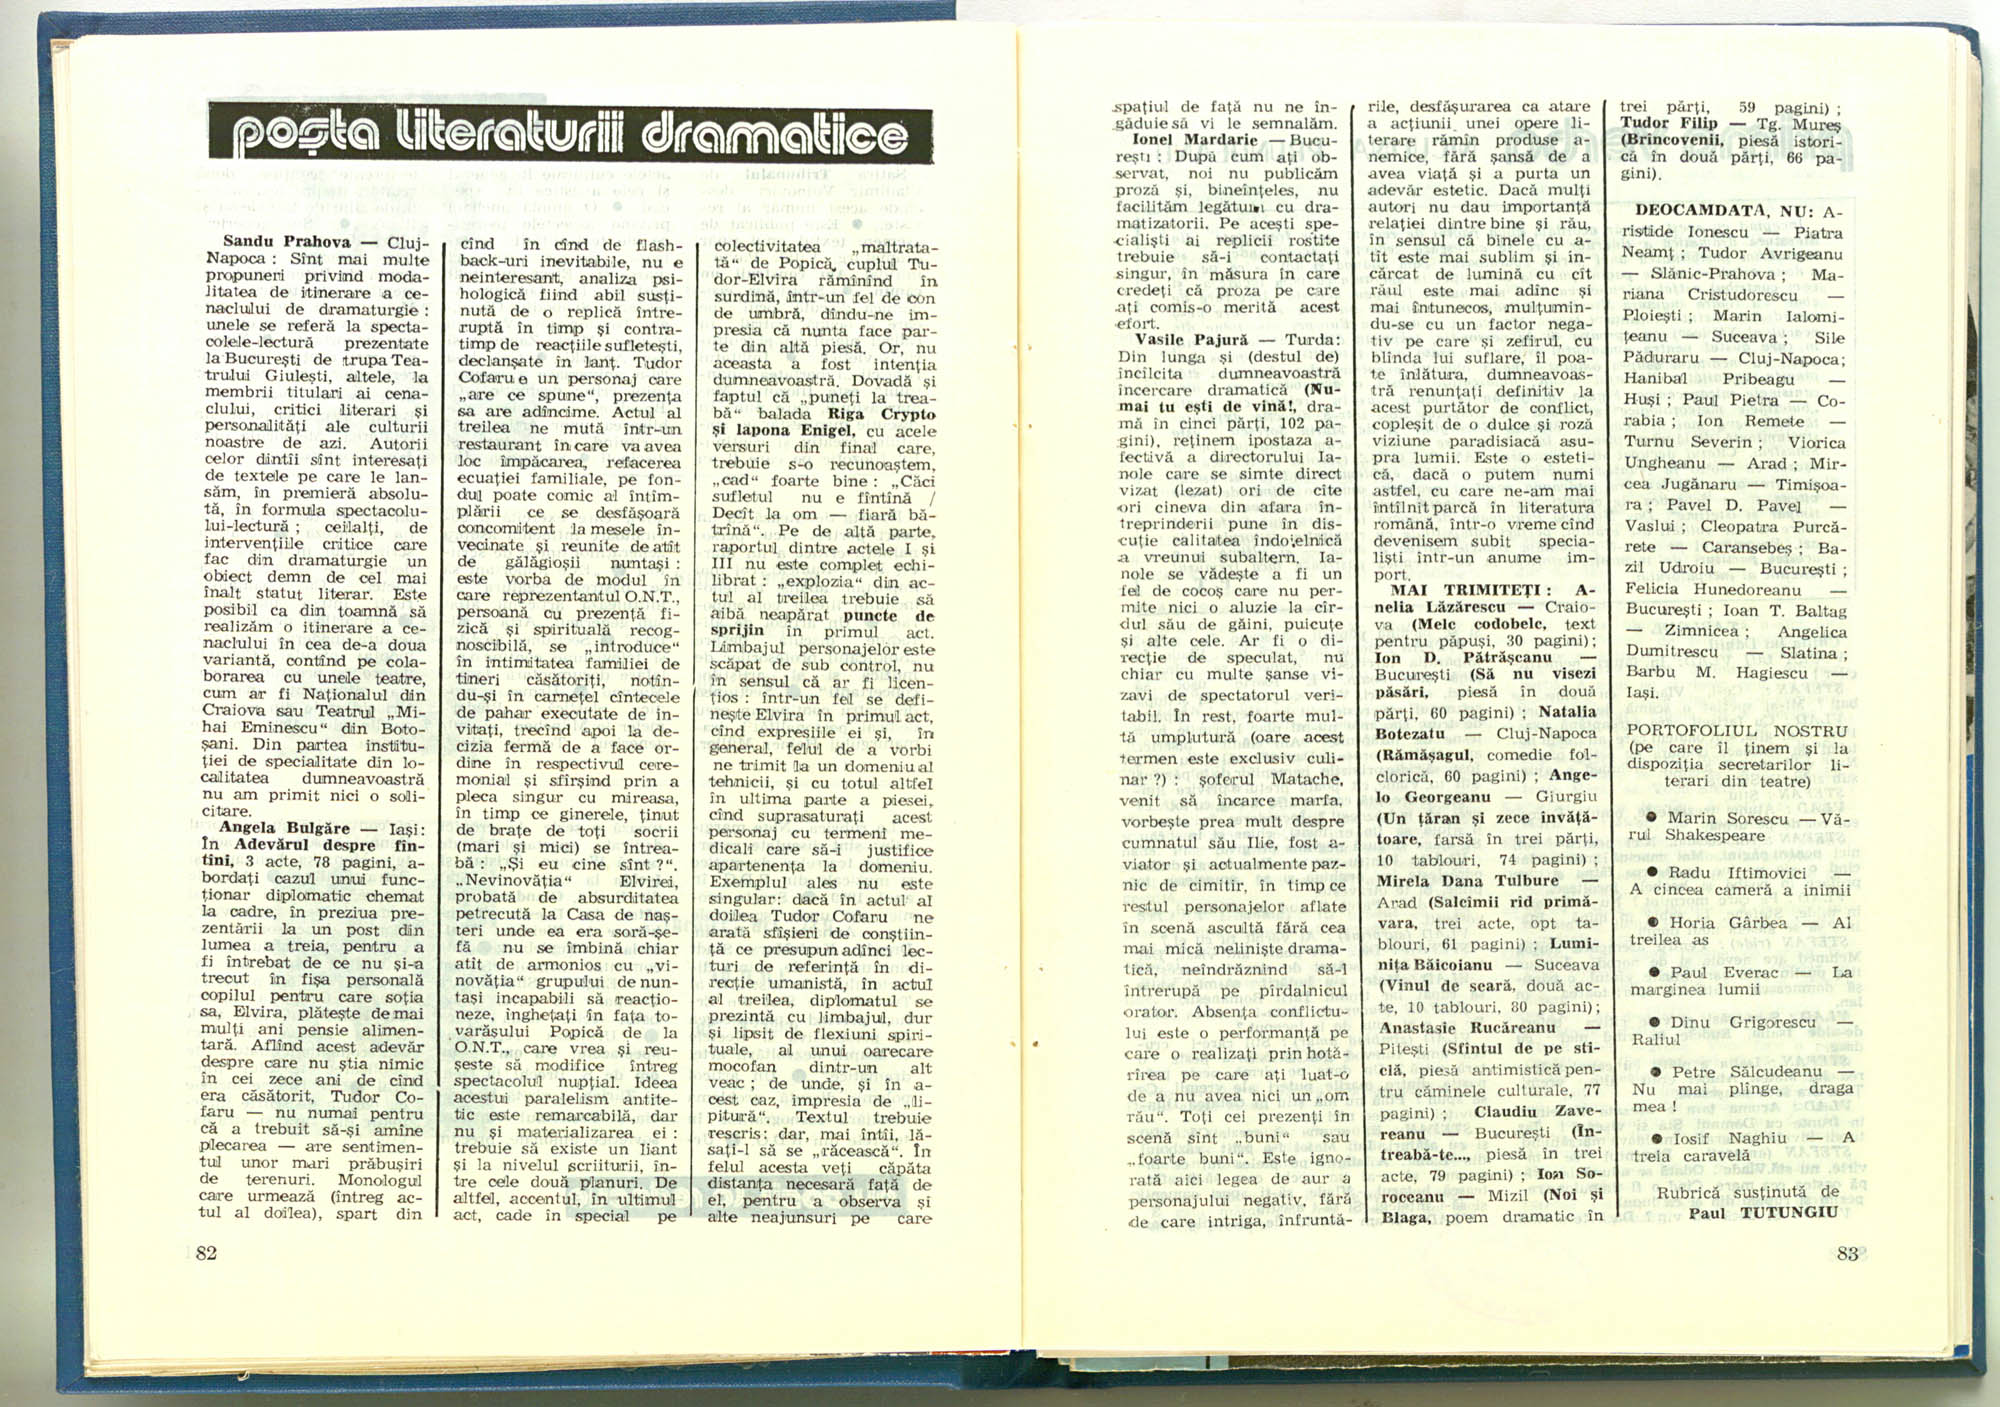 poșta literaturii dramatice
Sandu Prahova — Cluj-
Napoca : Sînt mai multe
propuneri privind moda-
litatea de itinerare a ce-
naclului de dramaturgie :
unele se referă la specta-
colele-lectură prezentate
la București de trupa Tea-
trului Giulești, altele, la
membrii titulari ai cena-
clului, critici literari și
personalități ale culturii
noastre de azi. Autorii
celor dintîi sînt interesați
de textele pe care le lan-
săm, în premieră absolu-
tă, în formula spectacolu-
lui-lectură ; ceilalți, de
intervențiile critice care
fac din dramaturgie un
obiect demn de cel mai
înalt statut literar. Este
posibil ca din toamnă să
realizăm o itinerare a ce-
naclului în cea de-a doua
variantă, contînd pe cola-
borarea cu unele teatre,
cum ar fi Naționalul din
Craiova sau Teatrul „Mi-
hai Eminescu“ din Boto-
șani. Din partea institu-
ției de specialitate din lo-
calitatea dumneavoastră
nu am primit nici o soli-
citare.
Angela Bulgăre — Iași:
În Adevărul despre fîn-
tîni, 3 acte, 78 pagini, a-
bordați cazul unui func-
ționar diplomatic chemat
la cadre, în preziua pre-
zentării la un post din
lumea a treia, pentru a
fi întrebat de ce nu și-a
trecut în fișa personală
copilul pentru care soția
sa, Elvira, plătește de mai
mulți ani pensie alimen-
tară. Aflînd acest adevăr
despre care nu știa nimic
în cei zece ani de cînd
era căsătorit, Tudor Co-
faru — nu numai pentru
că a trebuit să-și amîne
plecarea — are sentimen-
tul unor mari prăbușiri
de terenuri. Monologul
care urmează (întreg ac-
tul al doilea), spart din
cînd în cînd de flash-
back-uri inevitabile, nu e
neinteresant, analiza psi-
hologică fiind abil susți-
nută de o replică între-
ruptă în timp și contra-
timp de reacțiile sufletești,
declanșate în lanț. Tudor
Cofaru e un personaj care
„are ce spune“, prezența
sa are adîncime. Actul al
treilea ne mută într-un
restaurant în care va avea
loc împăcarea, refacerea
ecuației familiale, pe fon-
dul poate comic al întîm-
plării ce se desfășoară
concomitent la mesele în-
vecinate și reunite de atît
de gălăgioșii nuntași :
este vorba de modul în
care reprezentantul O.N.T.,
persoană cu prezență fi-
zică și spirituală recog-
noscibilă, se „introduce“
în intimitatea familiei de
tineri căsătoriți, notîn-
du-și în carnețel cîntecele
de pahar executate de in-
vitați, trecînd apoi la de-
cizia fermă de a face or-
dine în respectivul cere-
monial și sfîrșind prin a
pleca singur cu mireasa,
în timp ce ginerele, ținut
de brațe de toți socrii
(mari și mici) se întrea-
bă : „Și eu cine sînt ?“.
„Nevinovăția“ Elvirei,
probată de absurditatea
petrecută la Casa de naș-
teri unde ea era soră-șe-
fă nu se îmbină chiar
atît de armonios cu „vi-
novăția“ grupului de nun-
tași incapabili să reacțio-
neze, înghețați în fața to-
varășului Popică de la
O.N.T., care vrea și reu-
șește să modifice întreg
spectacolul nupțial. Ideea
acestui paralelism antite-
tic este remarcabilă, dar
nu și materializarea ei :
trebuie să existe un liant
și la nivelul scriiturii, în-
tre cele două planuri. De
altfel, accentul, în ultimul
act, cade în special pe
colectivitatea „maltrata-
tă“ de Popică, cuplul Tu-
dor-Elvira rămînînd în
surdină, într-un fel de con
de umbră, dîndu-ne im-
presia că nunta face par-
te din altă piesă. Or, nu
aceasta a fost intenția
dumneavoastră. Dovadă și
faptul că „puneți la trea-
bă“ balada Riga Crypto
și lapona Enigel, cu acele
versuri din final care,
trebuie s-o recunoaștem,
„cad“ foarte bine : „Căci
sufletul nu e fîntînă /
Decît la om — fiară bă-
trînă“. Pe de altă parte,
raportul dintre actele I și
III nu este complet echi-
librat : „explozia“ din ac-
tul al treilea trebuie să
aibă neapărat puncte de
sprijin în primul act.
Limbajul personajelor este
scăpat de sub control, nu
în sensul că ar fi licen-
țios : într-un fel se defi-
nește Elvira în primul act,
cînd expresiile ei și, în
general, felul de a vorbi
ne trimit la un domeniu al
tehnicii, și cu totul altfel
în ultima parte a piesei,
cînd suprasaturați acest
personaj cu termeni me-
dicali care să-i justifice
apartenența la domeniu.
Exemplul ales nu este
singular: dacă în actul al
doilea Tudor Cofaru ne
arată sfîșieri de conștiin-
ță ce presupun adînci lec-
turi de referință în di-
recție umanistă, în actul
al treilea, diplomatul se
prezintă cu limbajul, dur
și lipsit de flexiuni spiri-
tuale, al unui oarecare
mocofan dintr-un alt
veac ; de unde, și în a-
cest caz, impresia de „li-
pitură“. Textul trebuie
rescris: dar, mai întîi, lă-
sați-l să se „răcească“. În
felul acesta veți căpăta
distanța necesară față de
el, pentru a observa și
alte neajunsuri pe care
82
spațiul de față nu ne în-
găduie să vi le semnalăm.
Ionel Mardarie — Bucu-
rești : După cum ați ob-
servat, noi nu publicăm
proză și, bineînțeles, nu
facilităm legături cu dra-
matizatorii. Pe acești spe-
cialiști ai replicii rostite
trebuie să-i contactați
singur, în măsura în care
credeți că proza pe care
ați comis-o merită acest
efort.
Vasile Pajură — Turda:
Din lunga și (destul de)
încîlcita dumneavoastră
încercare dramatică (Nu-
mai tu ești de vină!, dra-
mă în cinci părți, 102 pa-
gini), reținem ipostaza a-
fectivă a directorului Ia-
nole care se simte direct
vizat (lezat) ori de cîte
ori cineva din afara în-
treprinderii pune în dis-
cuție calitatea îndoielnică
a vreunui subaltern. Ia-
nole se vădește a fi un
fel de cocoș care nu per-
mite nici o aluzie la cîr-
dul său de găini, puicuțe
și alte cele. Ar fi o di-
recție de speculat, nu
chiar cu multe șanse vi-
zavi de spectatorul veri-
tabil. În rest, foarte mul-
tă umplutură (oare acest
termen este exclusiv culi-
nar ?) : șoferul Matache,
venit să încarce marfa,
vorbește prea mult despre
cumnatul său Ilie, fost a-
viator și actualmente paz-
nic de cimitir, în timp ce
restul personajelor aflate
în scenă ascultă fără cea
mai mică neliniște drama-
tică, neîndrăznind să-l
întrerupă pe pîrdalnicul
orator. Absența conflictu-
lui este o performanță pe
care o realizați prin hotă-
rîrea pe care ați luat-o
de a nu avea nici un „om
rău“. Toți cei prezenți în
scenă sînt „buni“ sau
„foarte buni“. Este igno-
rată aici legea de aur a
personajului negativ, fără
de care intriga, înfruntă-
rile, desfășurarea ca atare
a acțiunii unei opere li-
terare rămîn produse a-
nemice, fără șansă de a
avea viață și a purta un
adevăr estetic. Dacă mulți
autori nu dau importanță
relației dintre bine și rău,
în sensul că binele cu a-
tît este mai sublim și in-
cărcat de lumină cu cît
răul este mai adînc și
mai întunecos, mulțumin-
du-se cu un factor nega-
tiv pe care și zefirul, cu
blînda lui suflare, îl poa-
te înlătura, dumneavoas-
tră renunțați definitiv la
acest purtător de conflict,
copleșit de o dulce și roză
viziune paradisiacă asu-
pra lumii. Este o esteti-
că, dacă o putem numi
astfel, cu care ne-am mai
întîlnit parcă în literatura
română, într-o vreme cînd
devenisem subit specia-
liști într-un anume im-
port.
MAI TRIMITEȚI : A-
nelia Lăzărescu — Craio-
va (Melc codobelc, text
pentru păpuși, 30 pagini);
Ion D. Pătrășcanu —
București (Să nu visezi
păsări, piesă în două
părți, 60 pagini) ; Natalia
Botezatu — Cluj-Napoca
(Rămășagul, comedie fol-
clorică, 60 pagini) ; Ange-
lo Georgeanu — Giurgiu
(Un țăran și zece învăță-
toare, farsă în trei părți,
10 tablouri, 74 pagini) ;
Mirela Dana Tulbure —
Arad (Salcîmii rîd primă-
vara, trei acte, opt ta-
blouri, 61 pagini) ; Lumi-
nița Băicoianu — Suceava
(Vinul de seară, două ac-
te, 10 tablouri, 80 pagini);
Anastasie Rucăreanu —
Pitești (Sfîntul de pe sti-
clă, piesă antimistică pen-
tru căminele culturale, 77
pagini) ; Claudiu Zave-
reanu — București (În-
treabă-te..., piesă în trei
acte, 79 pagini) ; Ion So-
roceanu — Mizil (Noi și
Blaga, poem dramatic în
trei părți, 59 pagini) ;
Tudor Filip — Tg. Mureș
(Brîncovenii, piesă istori-
că în două părți, 66 pa-
gini).
DEOCAMDATĂ, NU: A-
ristide Ionescu — Piatra
Neamț ; Tudor Avrigeanu
— Slănic-Prahova ; Ma-
riana Cristudorescu —
Ploiești ; Marin Ialomi-
țeanu — Suceava ; Sile
Păduraru — Cluj-Napoca;
Hanibal Pribeagu —
Huși ; Paul Pietra — Co-
rabia ; Ion Remete —
Turnu Severin ; Viorica
Ungheanu — Arad ; Mir-
cea Jugănaru — Timișoa-
ra ; Pavel D. Pavel —
Vaslui ; Cleopatra Purcă-
rete — Caransebeș ; Ba-
zil Udroiu — București ;
Felicia Hunedoreanu —
București ; Ioan T. Baltag
— Zimnicea ; Angelica
Dumitrescu — Slatina ;
Barbu M. Hagiescu —
Iași.
PORTOFOLIUL NOSTRU
(pe care îl ținem și la
dispoziția secretarilor li-
terari din teatre)
● Marin Sorescu — Vă-
rul Shakespeare
● Radu Iftimovici —
A cincea cameră a inimii
● Horia Gârbea — Al
treilea as
● Paul Everac — La
marginea lumii
● Dinu Grigorescu —
Raliul
● Petre Sălcudeanu —
Nu mai plînge, draga
mea !
● Iosif Naghiu — A
treia caravelă
Rubrică susținută de
Paul TUTUNGIU
83